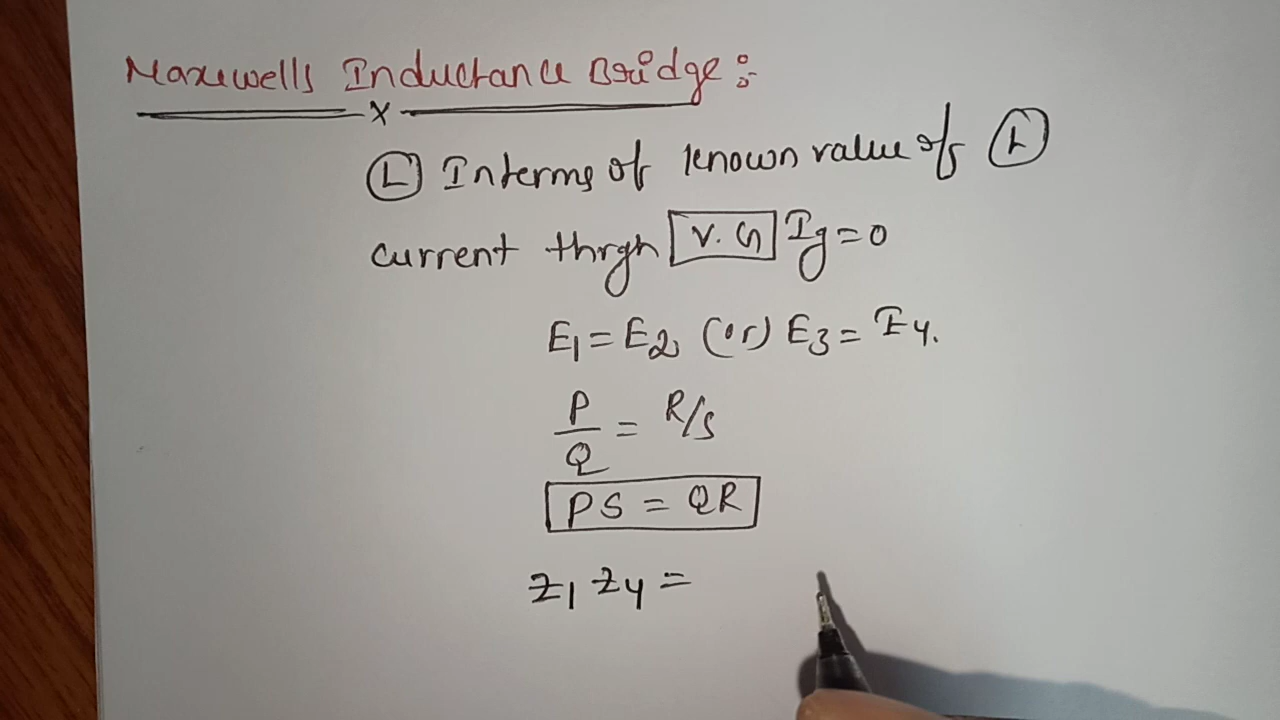 Maxwells Inductance Bridge :-
x
L Interms of known value of L
current thrgh V.G Ig=0
E1 = E2, (or) E3 = E4.
P/Q = R/S
PS = QR
Z1 Z4 =